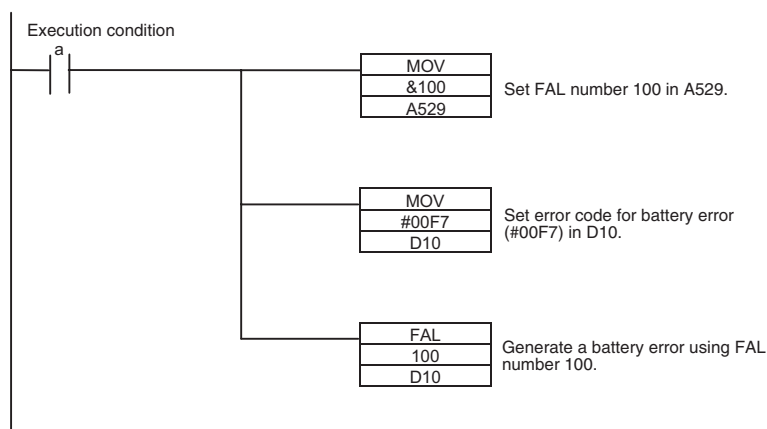 Execution condition
a
MOV
&100
A529
Set FAL number 100 in A529.
MOV
#00F7
D10
Set error code for battery error
(#00F7) in D10.
FAL
100
D10
Generate a battery error using FAL
number 100.